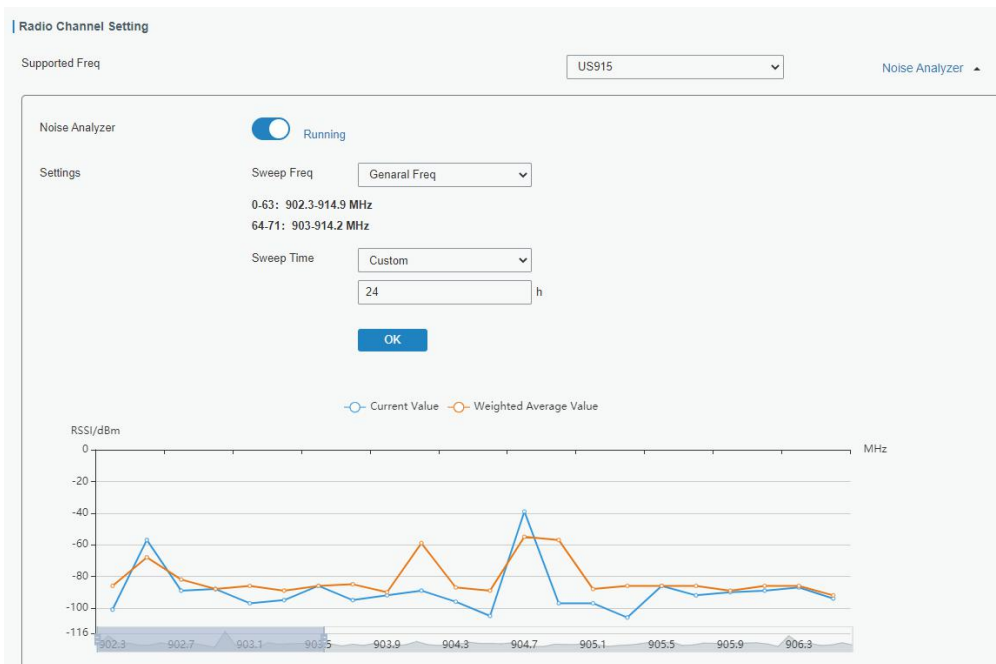 Radio Channel Setting
Supported Freq US915 Noise Analyzer
Noise Analyzer Running
Settings Sweep Freq Genaral Freq
0-63: 902.3-914.9 MHz
64-71: 903-914.2 MHz
Sweep Time Custom
24 h
OK
Current Value Weighted Average Value
RSSI/dBm
0 MHz
-20
-40
-60
-80
-100
-116
902.3 902.7 903.1 903.5 903.9 904.3 904.7 905.1 905.5 905.9 906.3